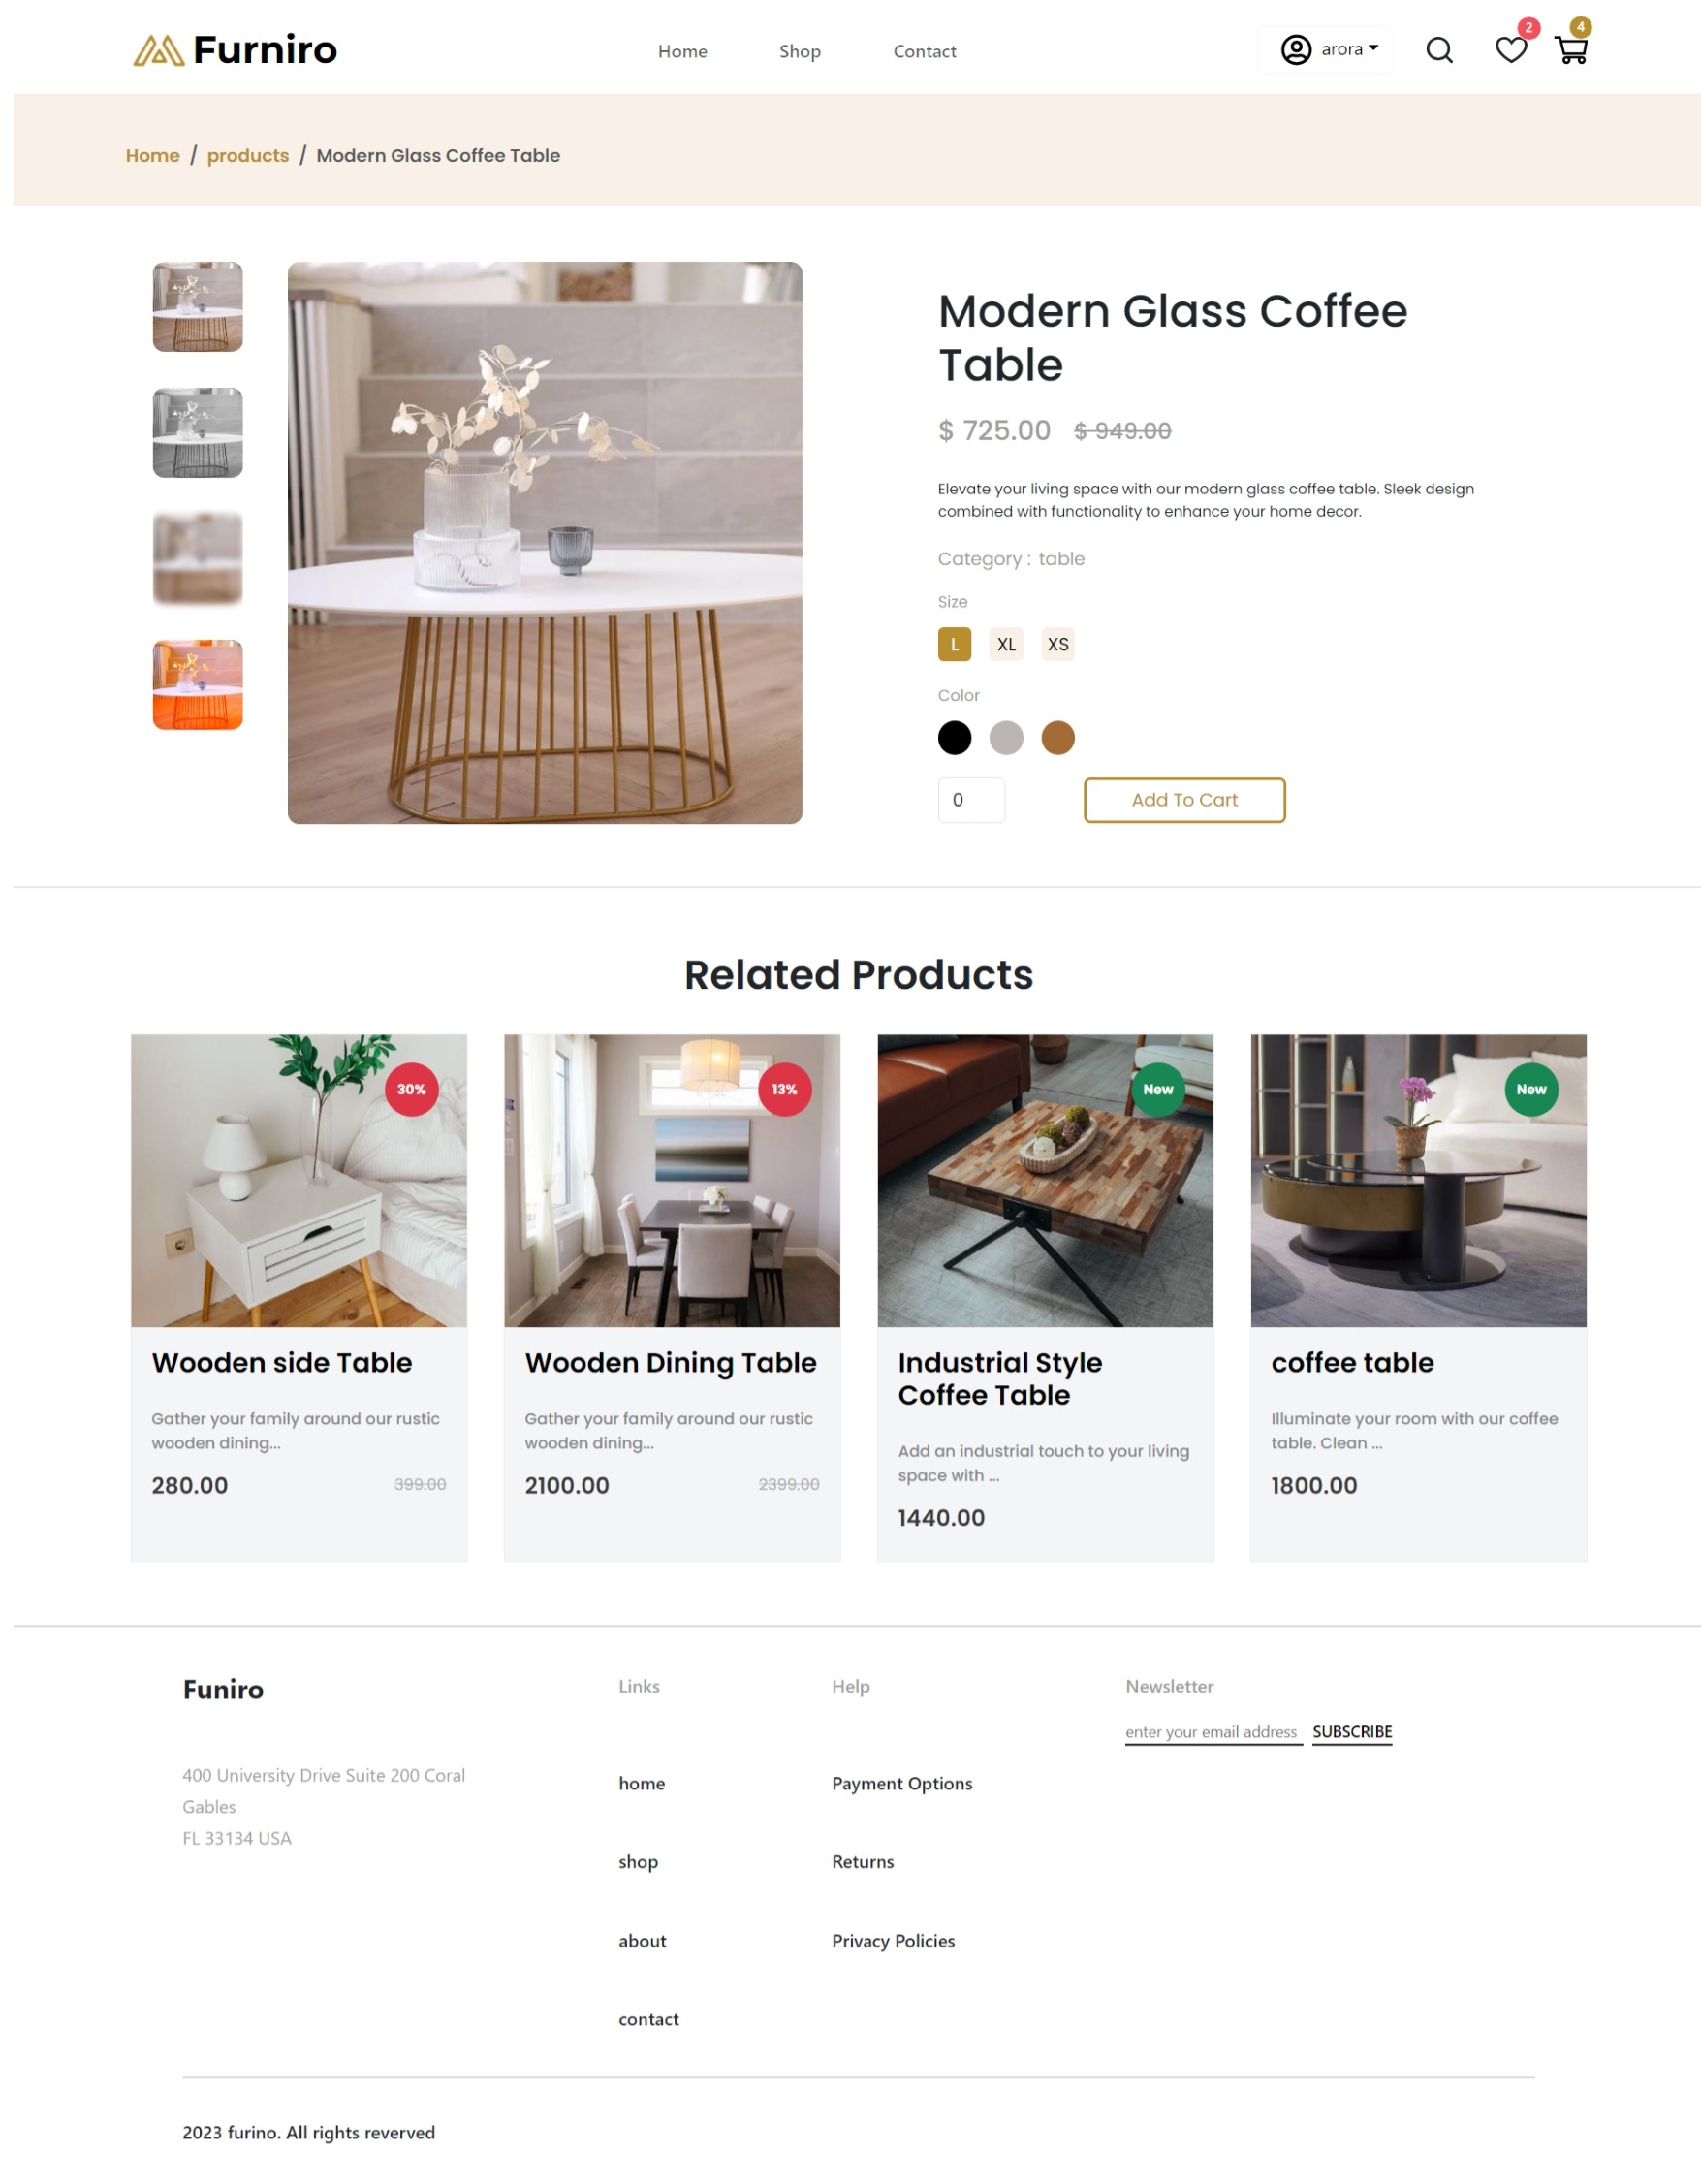 Furniro
Home Shop Contact
arora 2 4
Home / products / Modern Glass Coffee Table
Modern Glass Coffee
Table
$ 725.00 $ 949.00
Elevate your living space with our modern glass coffee table. Sleek design
combined with functionality to enhance your home decor.
Category : table
Size
L XL XS
Color
0 Add To Cart
Related Products
30%
13%
New
New
Wooden side Table
Gather your family around our rustic
wooden dining...
280.00 399.00
Wooden Dining Table
Gather your family around our rustic
wooden dining...
2100.00 2399.00
Industrial Style
Coffee Table
Add an industrial touch to your living
space with ...
1440.00
coffee table
Illuminate your room with our coffee
table. Clean ...
1800.00
Funiro
400 University Drive Suite 200 Coral
Gables
FL 33134 USA
Links
home
shop
about
contact
Help
Payment Options
Returns
Privacy Policies
Newsletter
enter your email address SUBSCRIBE
2023 furino. All rights reverved